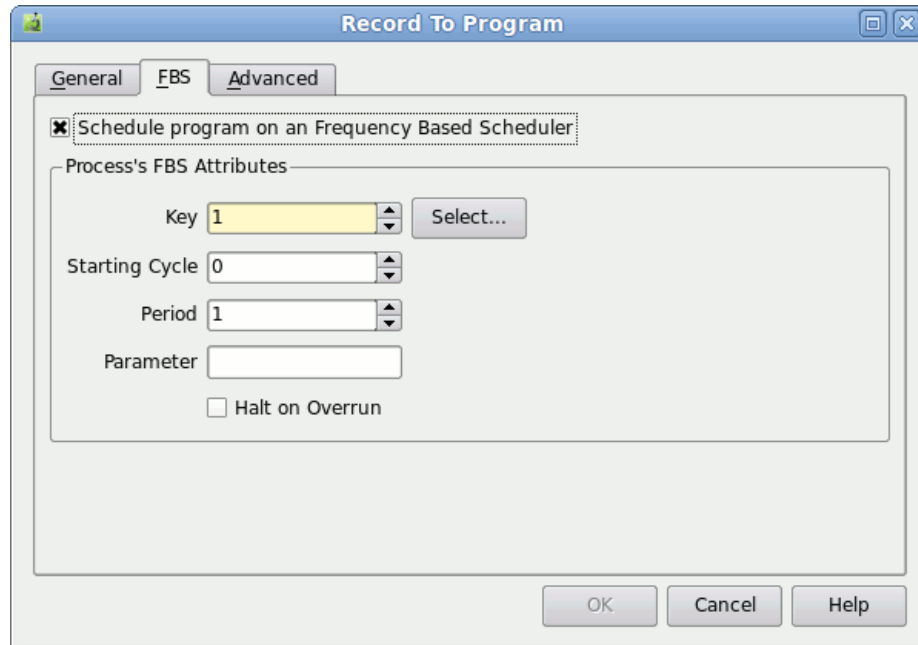 Record To Program
General FBS Advanced
Schedule program on an Frequency Based Scheduler
Process's FBS Attributes
Key 1 Select...
Starting Cycle 0
Period 1
Parameter
Halt on Overrun
OK Cancel Help